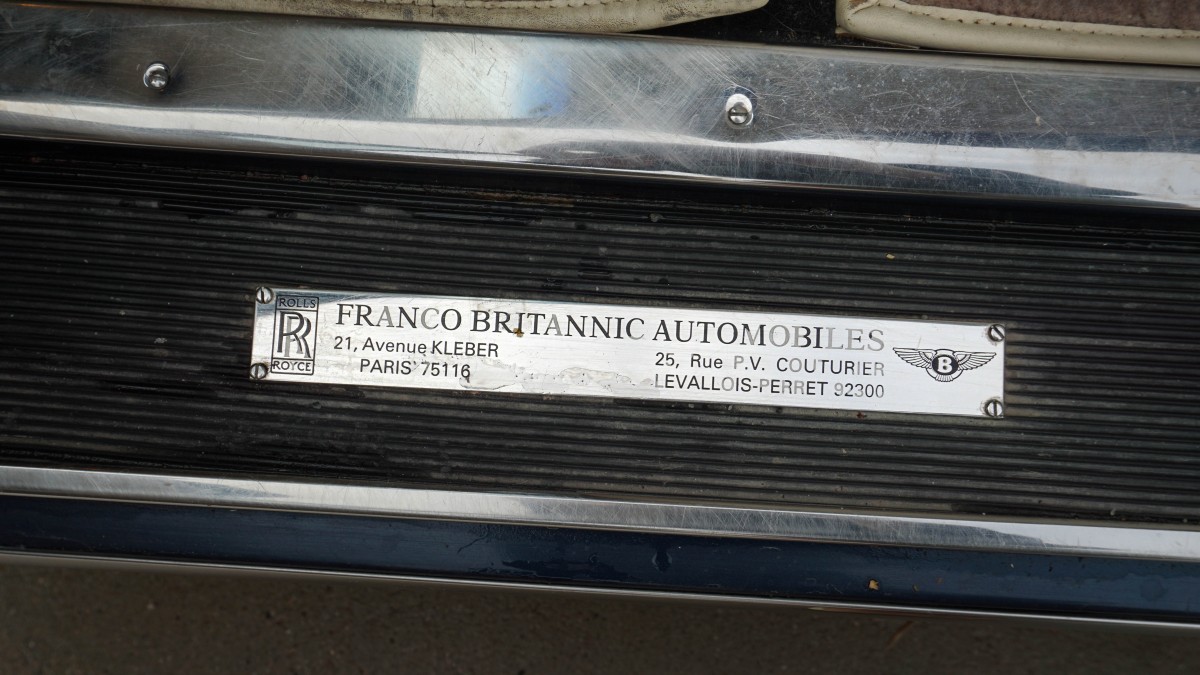 ROLLS
RR
ROYCE
FRANCO BRITANNIC AUTOMOBILES
21, Avenue KLEBER
PARIS 75116
25, Rue P.V. COUTURIER
LEVALLOIS-PERRET 92300
B